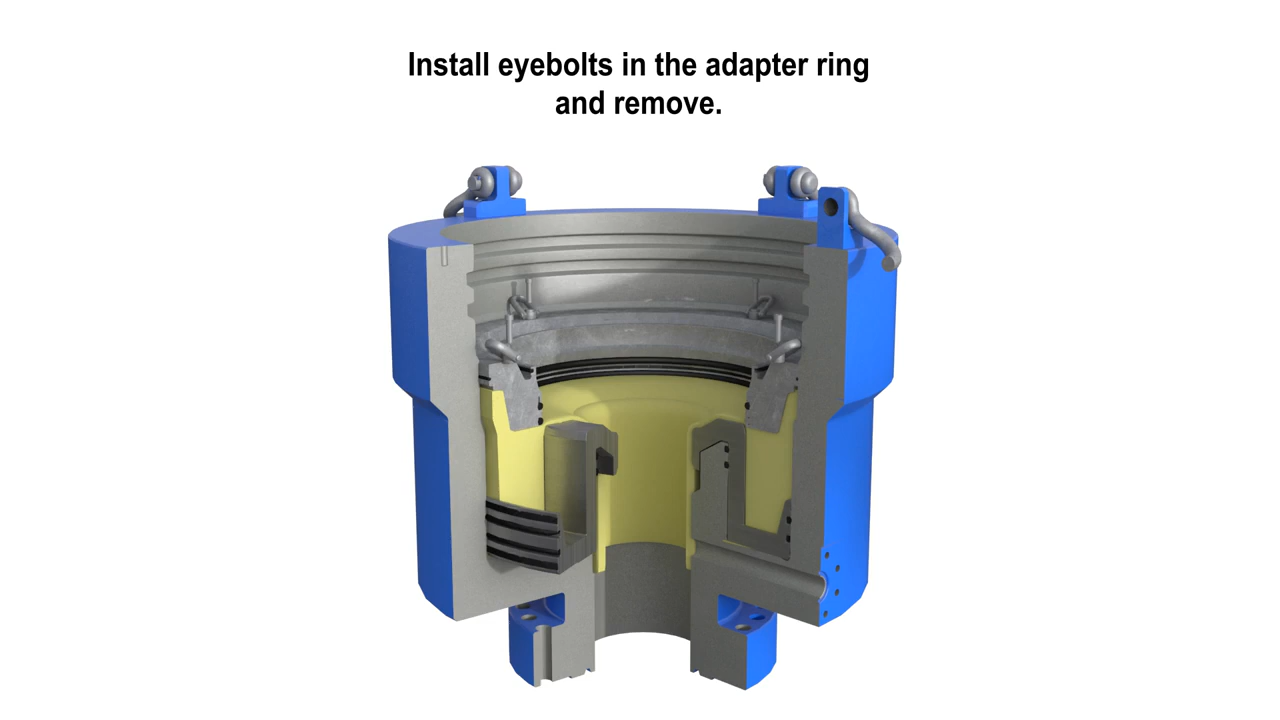 Install eyebolts in the adapter ring
and remove.